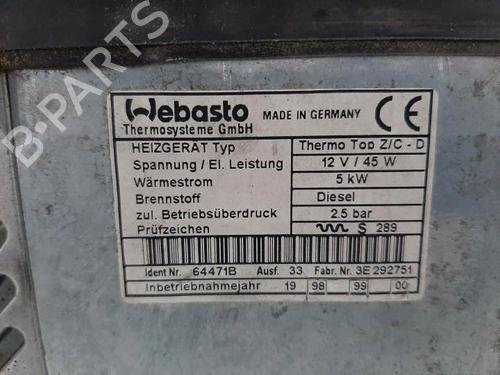 B-PARTS
Webasto
Thermosysteme GmbH
MADE IN GERMANY CE
HEIZGERÄT Typ Thermo Top Z/C - D
Spannung / El. Leistung 12 V / 45 W
Wärmestrom 5 kW
Brennstoff Diesel
zul. Betriebsüberdruck 2.5 bar
Prüfzeichen S 289
Ident Nr. 64471B Ausf. 33 Fabr. Nr. 3E 292751
Inbetriebnahmejahr 19 98 99 00